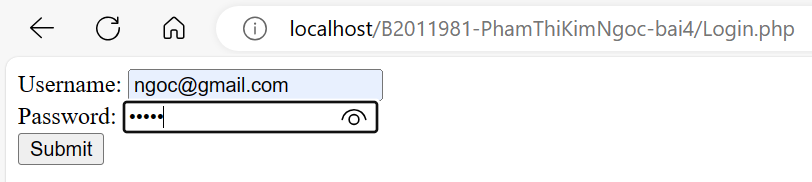 localhost/B2011981-PhamThiKimNgoc-bai4/Login.php
Username: ngoc@gmail.com
Password: •••••
Submit